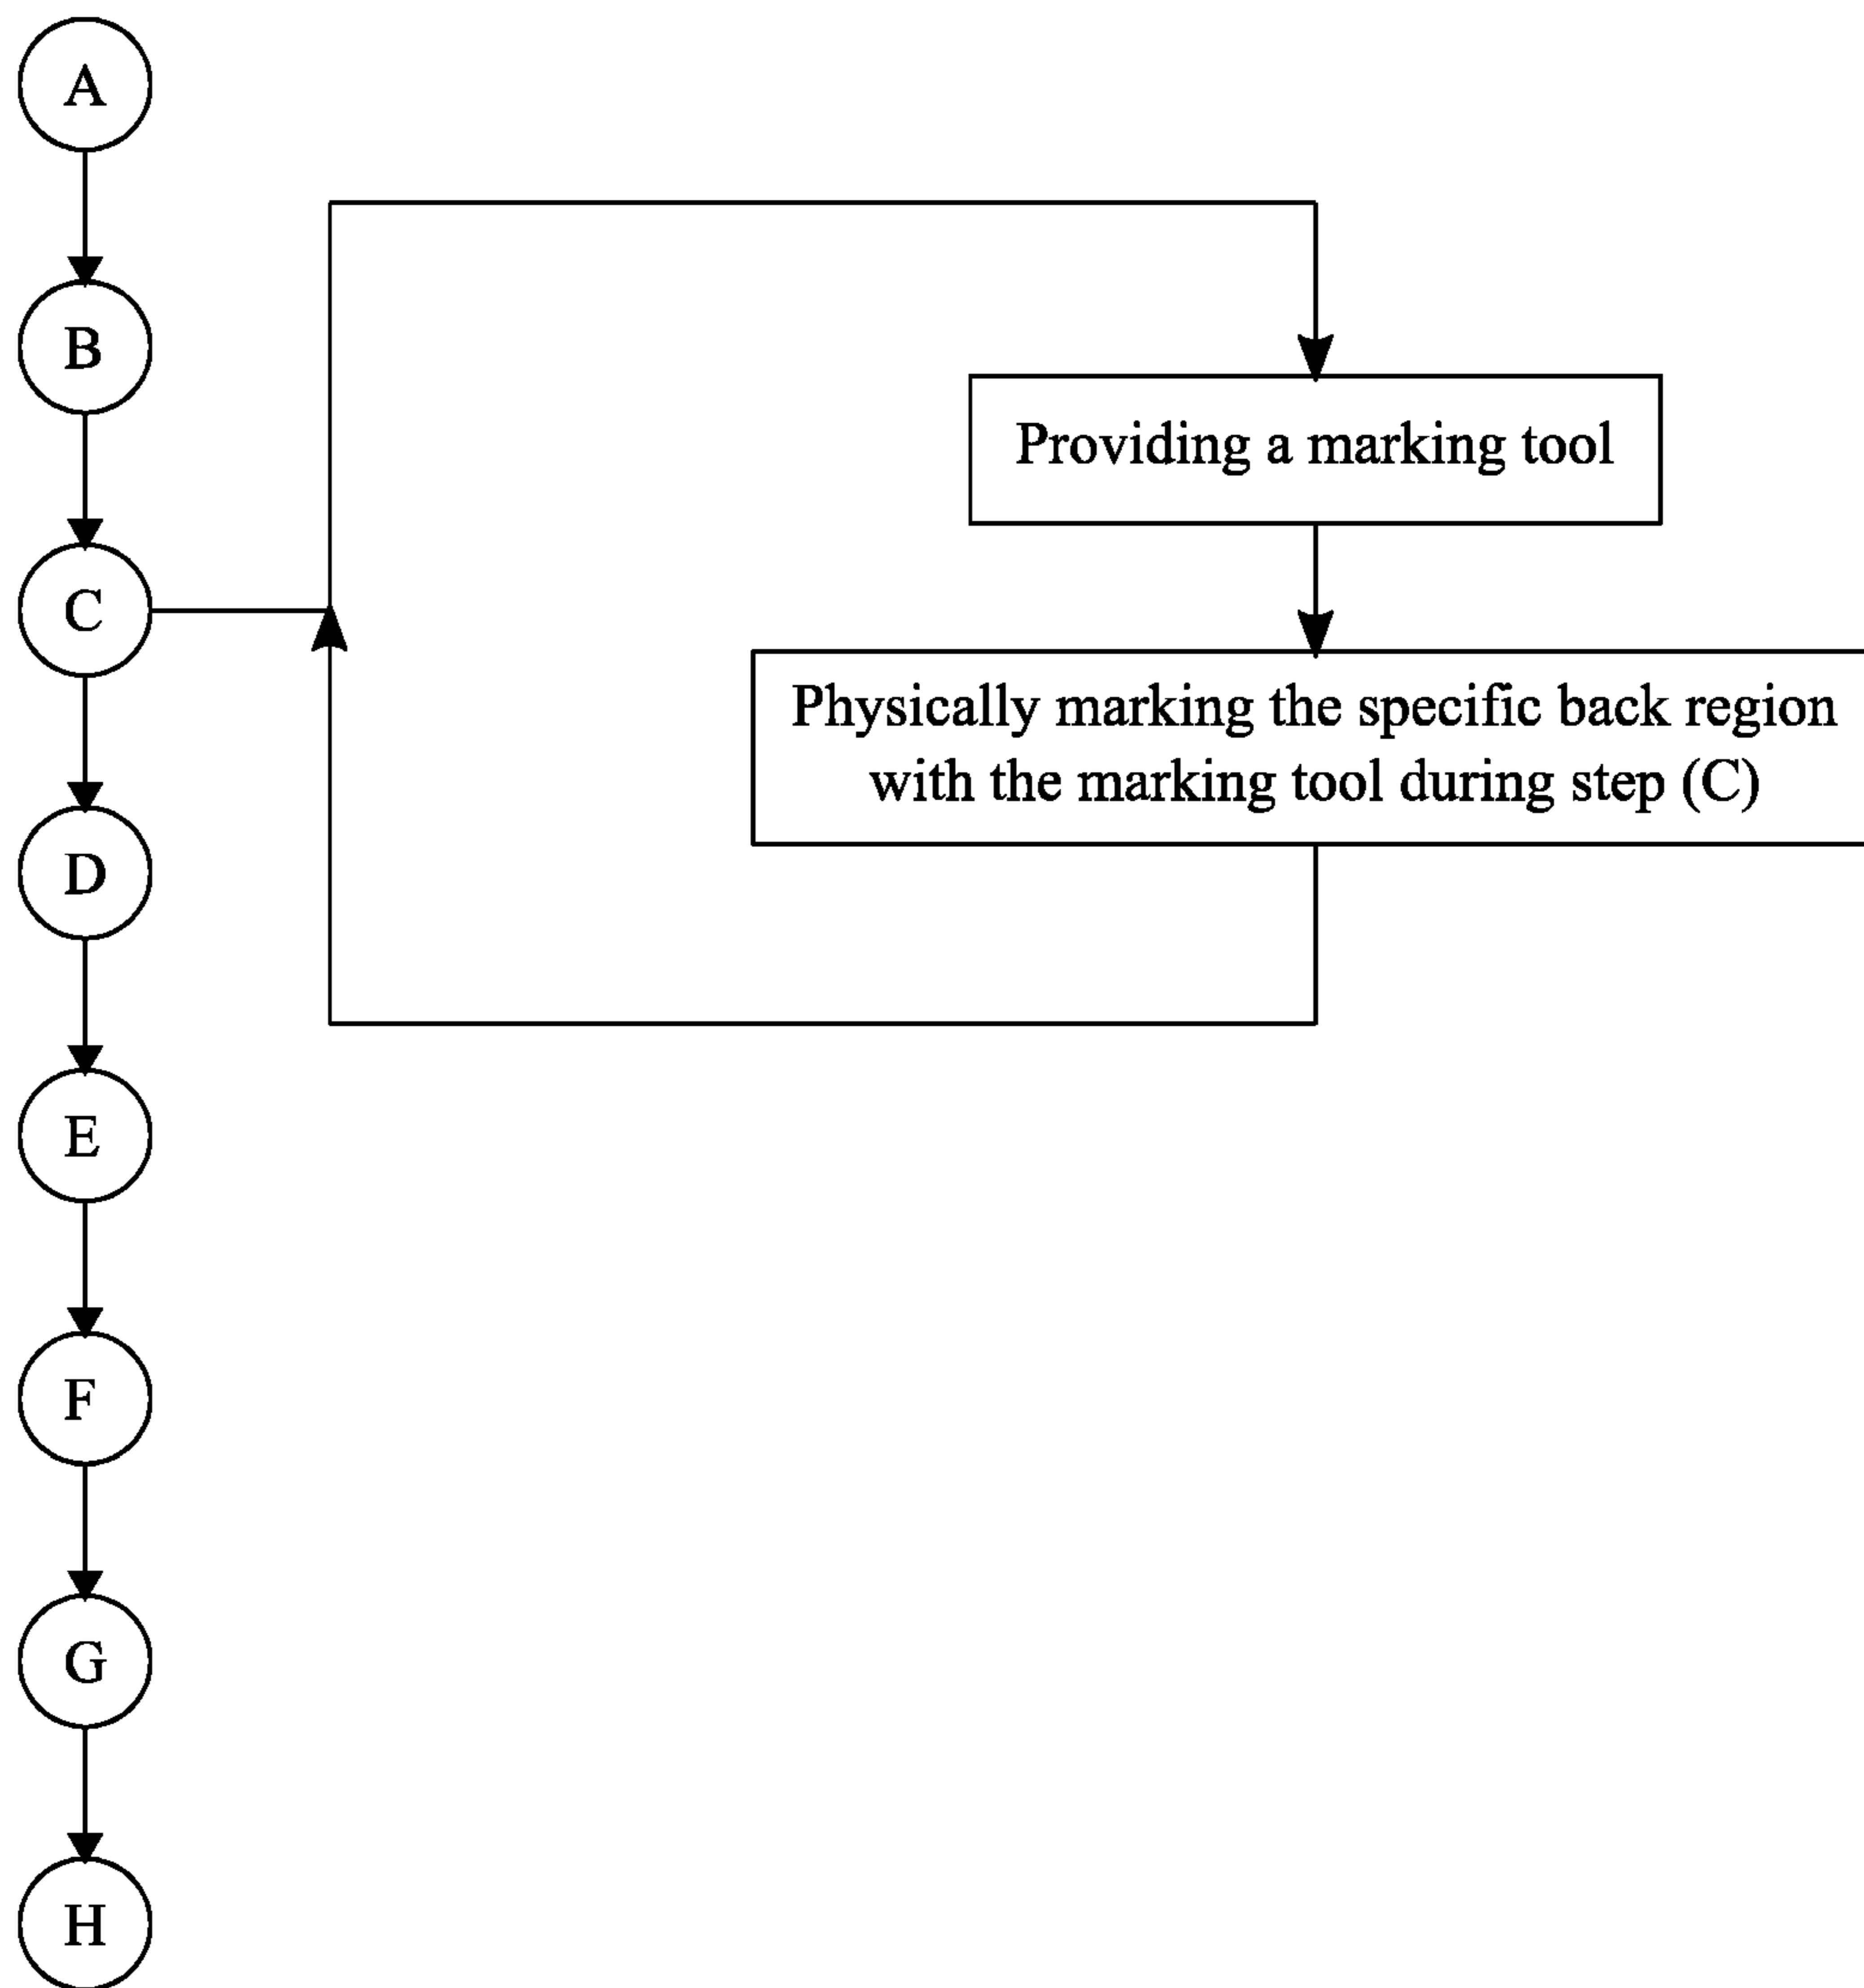 A
B
C
D
E
F
G
H
Providing a marking tool
Physically marking the specific back region
with the marking tool during step (C)